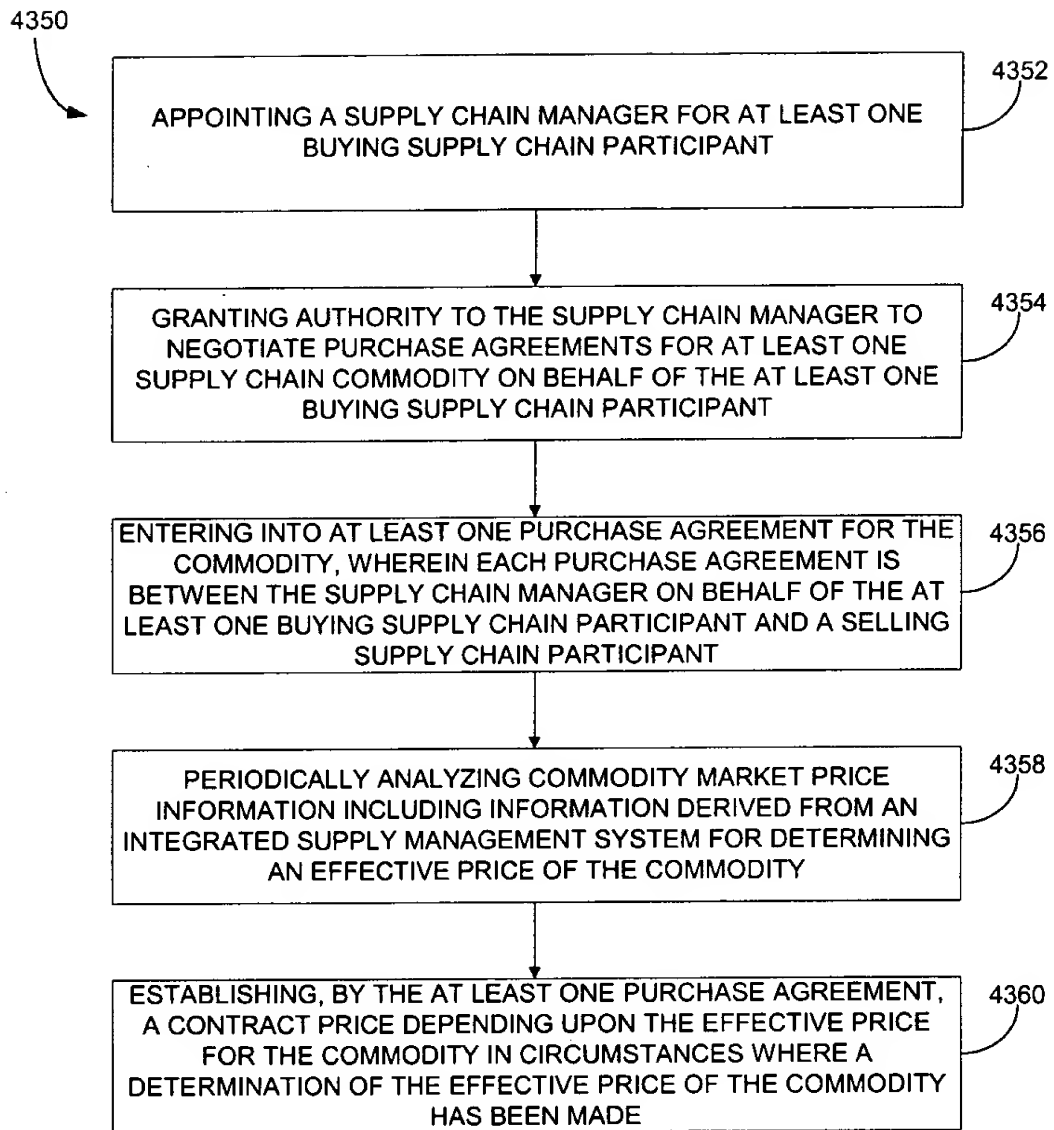 4350
4352
APPOINTING A SUPPLY CHAIN MANAGER FOR AT LEAST ONE
BUYING SUPPLY CHAIN PARTICIPANT
4354
GRANTING AUTHORITY TO THE SUPPLY CHAIN MANAGER TO
NEGOTIATE PURCHASE AGREEMENTS FOR AT LEAST ONE
SUPPLY CHAIN COMMODITY ON BEHALF OF THE AT LEAST ONE
BUYING SUPPLY CHAIN PARTICIPANT
4356
ENTERING INTO AT LEAST ONE PURCHASE AGREEMENT FOR THE
COMMODITY, WHEREIN EACH PURCHASE AGREEMENT IS
BETWEEN THE SUPPLY CHAIN MANAGER ON BEHALF OF THE AT
LEAST ONE BUYING SUPPLY CHAIN PARTICIPANT AND A SELLING
SUPPLY CHAIN PARTICIPANT
4358
PERIODICALLY ANALYZING COMMODITY MARKET PRICE
INFORMATION INCLUDING INFORMATION DERIVED FROM AN
INTEGRATED SUPPLY MANAGEMENT SYSTEM FOR DETERMINING
AN EFFECTIVE PRICE OF THE COMMODITY
4360
ESTABLISHING, BY THE AT LEAST ONE PURCHASE AGREEMENT,
A CONTRACT PRICE DEPENDING UPON THE EFFECTIVE PRICE
FOR THE COMMODITY IN CIRCUMSTANCES WHERE A
DETERMINATION OF THE EFFECTIVE PRICE OF THE COMMODITY
HAS BEEN MADE